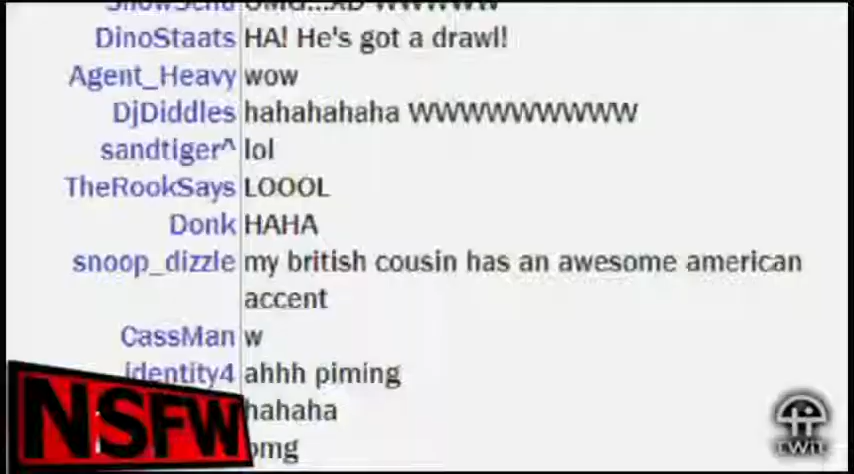 DinoStaats HA! He's got a drawl!
Agent_Heavy wow
DjDiddles hahahahaha WWWWWWWWW
sandtiger^ lol
TheRookSays LOOOL
Donk HAHA
snoop_dizzle my british cousin has an awesome american
accent
CassMan w
identity4 ahhh piming
hahaha
omg
NSFW
TWiT